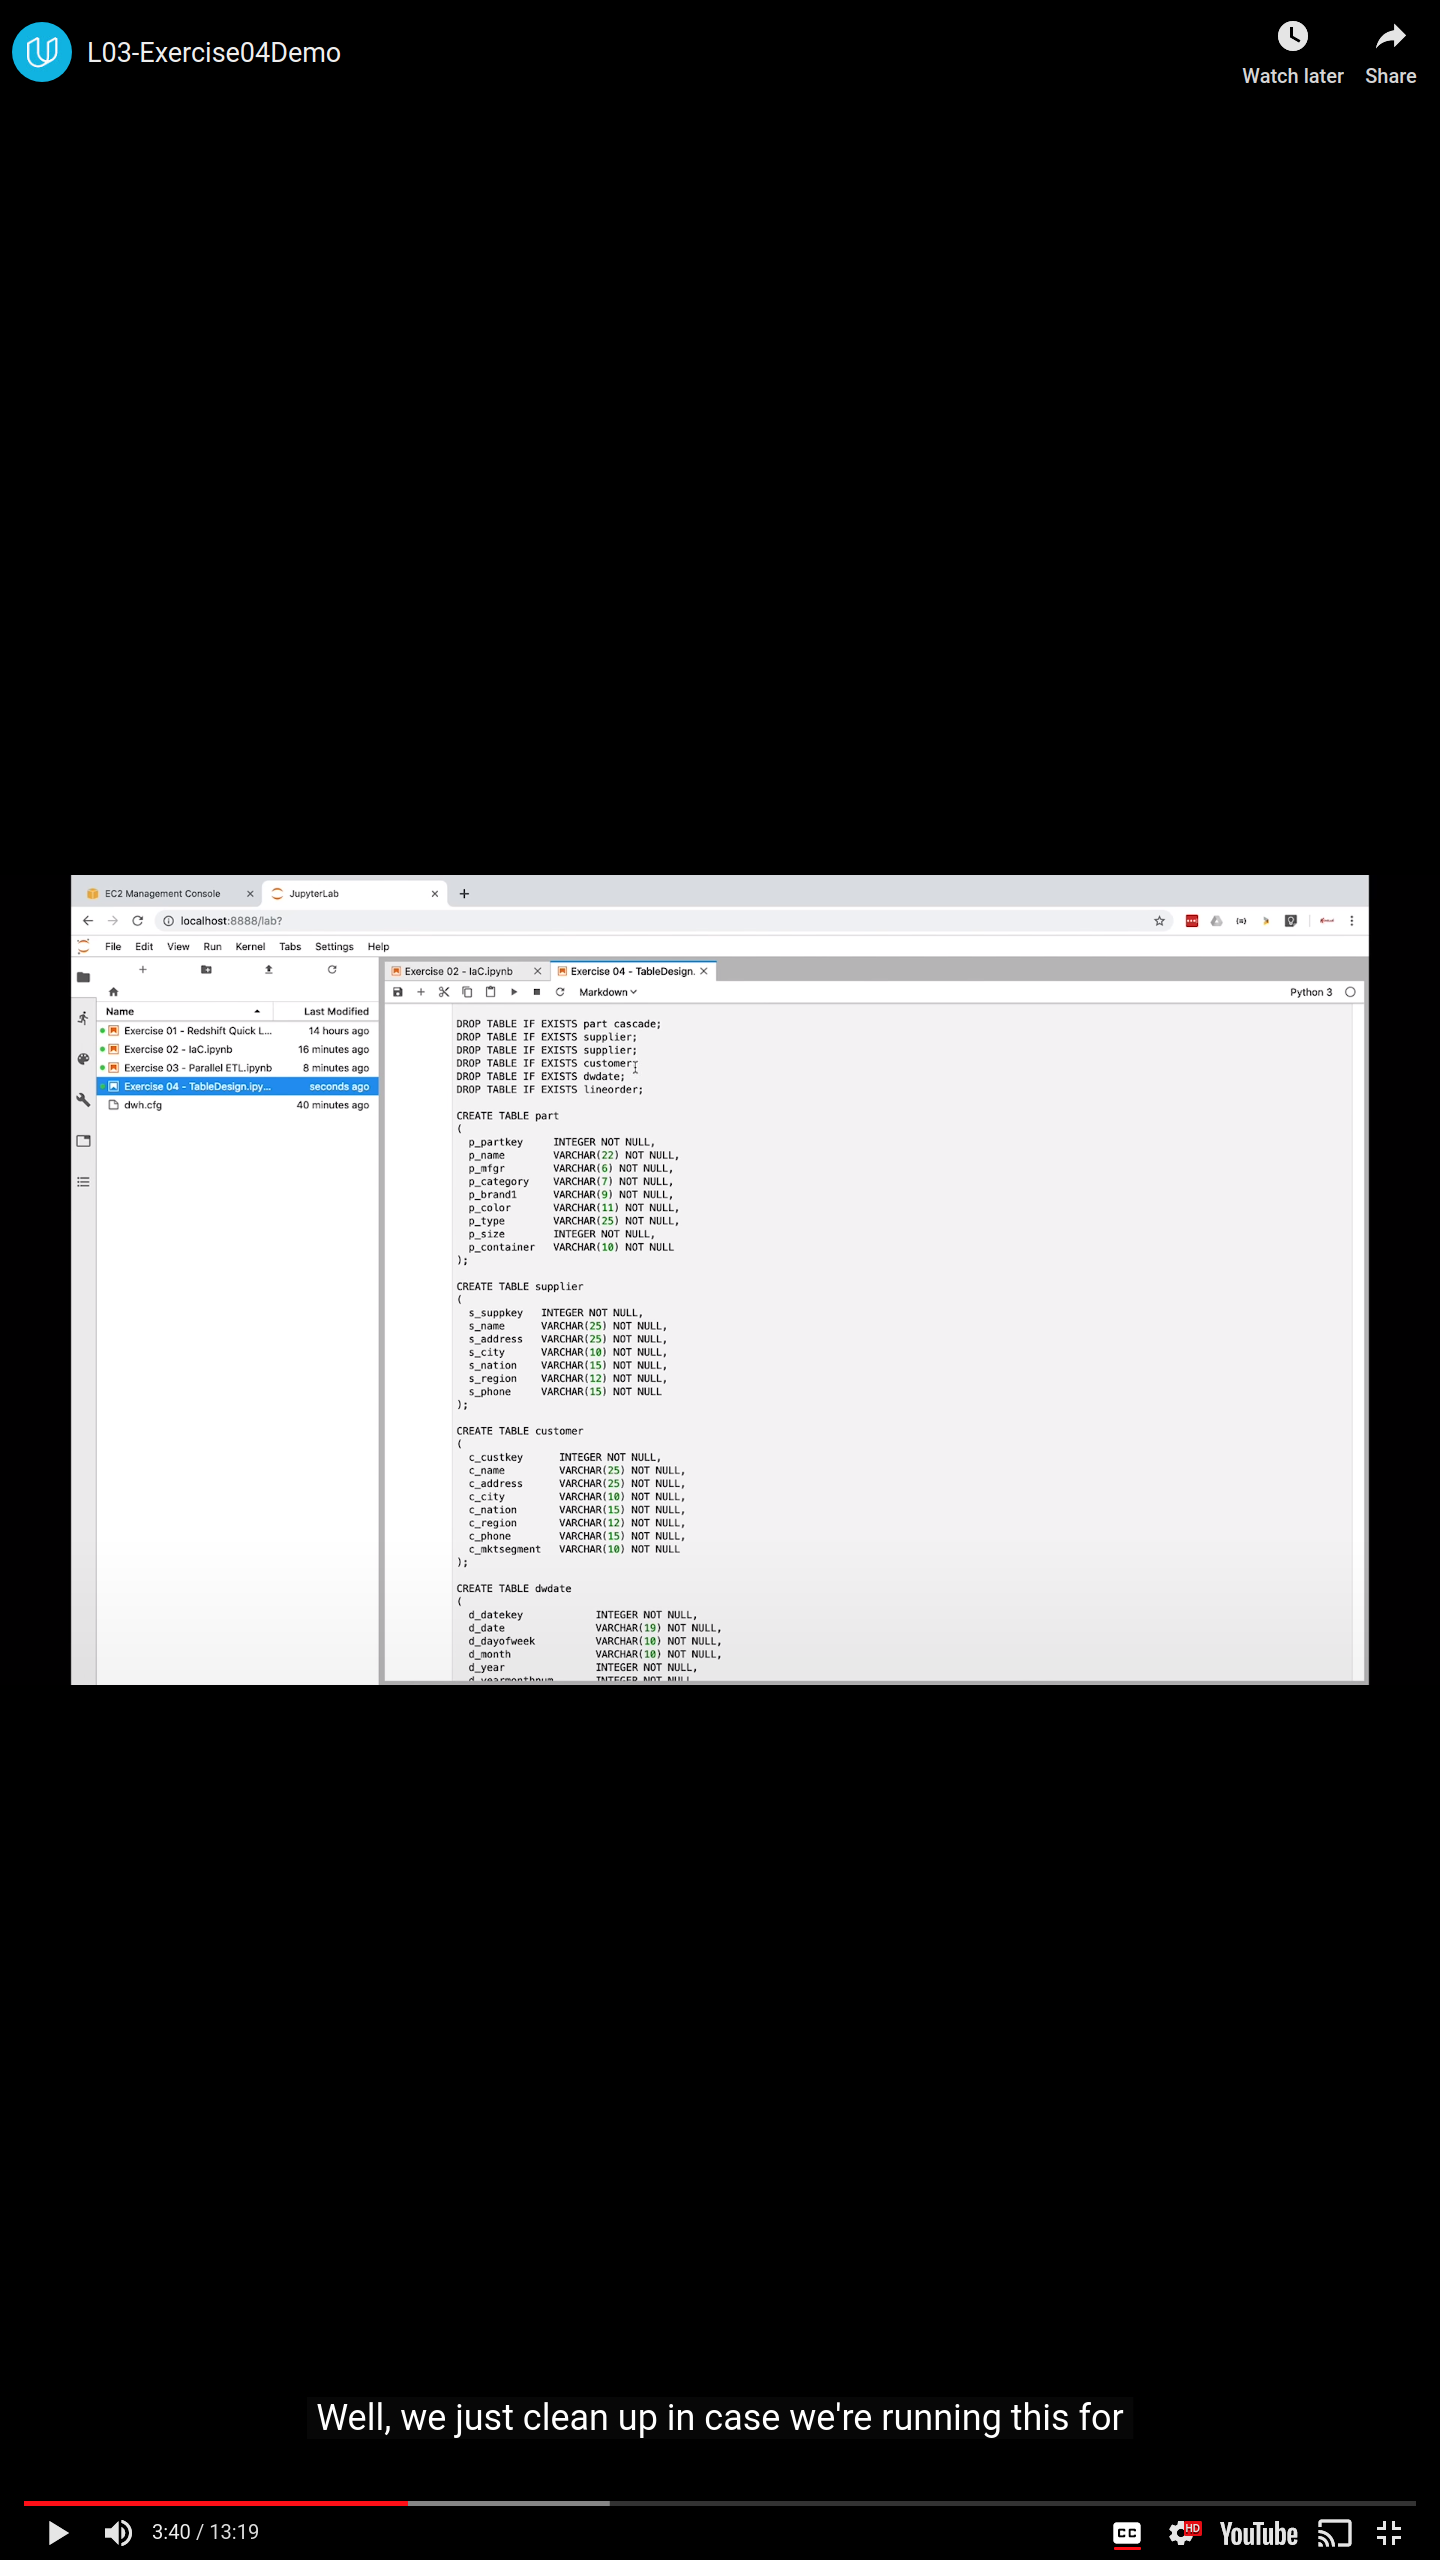 L03-Exercise04Demo
Watch later
Share
EC2 Management Console
JupyterLab
localhost:8888/lab?
File Edit View Run Kernel Tabs Settings Help
Name Last Modified
Exercise 01 - Redshift Quick L... 14 hours ago
Exercise 02 - IaC.ipynb 16 minutes ago
Exercise 03 - Parallel ETL.ipynb 8 minutes ago
Exercise 04 - TableDesign.ipy... seconds ago
dwh.cfg 40 minutes ago
Exercise 02 - IaC.ipynb
Exercise 04 - TableDesign.
Markdown
Python 3
DROP TABLE IF EXISTS part cascade;
DROP TABLE IF EXISTS supplier;
DROP TABLE IF EXISTS supplier;
DROP TABLE IF EXISTS customer;
DROP TABLE IF EXISTS dwdate;
DROP TABLE IF EXISTS lineorder;
CREATE TABLE part
(
p_partkey INTEGER NOT NULL,
p_name VARCHAR(22) NOT NULL,
p_mfgr VARCHAR(6) NOT NULL,
p_category VARCHAR(7) NOT NULL,
p_brand1 VARCHAR(9) NOT NULL,
p_color VARCHAR(11) NOT NULL,
p_type VARCHAR(25) NOT NULL,
p_size INTEGER NOT NULL,
p_container VARCHAR(10) NOT NULL
);
CREATE TABLE supplier
(
s_suppkey INTEGER NOT NULL,
s_name VARCHAR(25) NOT NULL,
s_address VARCHAR(25) NOT NULL,
s_city VARCHAR(10) NOT NULL,
s_nation VARCHAR(15) NOT NULL,
s_region VARCHAR(12) NOT NULL,
s_phone VARCHAR(15) NOT NULL
);
CREATE TABLE customer
(
c_custkey INTEGER NOT NULL,
c_name VARCHAR(25) NOT NULL,
c_address VARCHAR(25) NOT NULL,
c_city VARCHAR(10) NOT NULL,
c_nation VARCHAR(15) NOT NULL,
c_region VARCHAR(12) NOT NULL,
c_phone VARCHAR(15) NOT NULL,
c_mktsegment VARCHAR(10) NOT NULL
);
CREATE TABLE dwdate
(
d_datekey INTEGER NOT NULL,
d_date VARCHAR(19) NOT NULL,
d_dayofweek VARCHAR(10) NOT NULL,
d_month VARCHAR(10) NOT NULL,
d_year INTEGER NOT NULL,
d_yearmonthnum INTEGER NOT NULL
Well, we just clean up in case we're running this for
3:40 / 13:19
CC
HD
YouTube